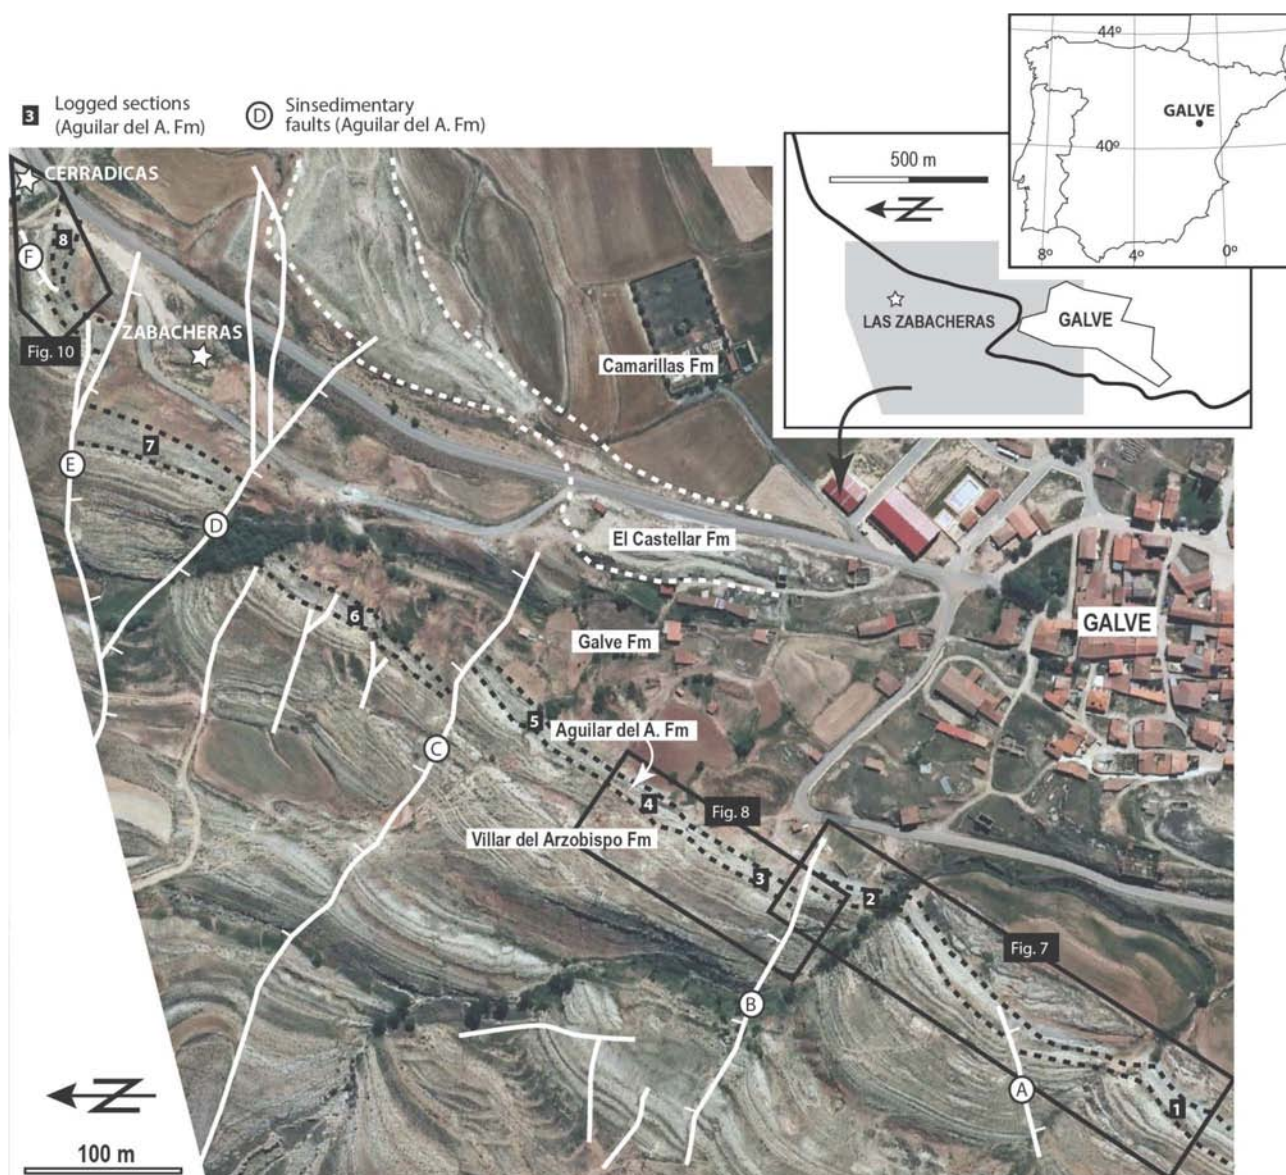 3 Logged sections
(Aguilar del A. Fm)
D Sinsedimentary
faults (Aguilar del A. Fm)
44º
GALVE
40º
8º 4º 0º
500 m
N
LAS ZABACHERAS
GALVE
CERRADICAS
8
F
ZABACHERAS
Fig. 10
Camarillas Fm
7
E
D
El Castellar Fm
6
Galve Fm
GALVE
5
Aguilar del A. Fm
C
4
Fig. 8
Villar del Arzobispo Fm
3
2
Fig. 7
B
A
1
N
100 m